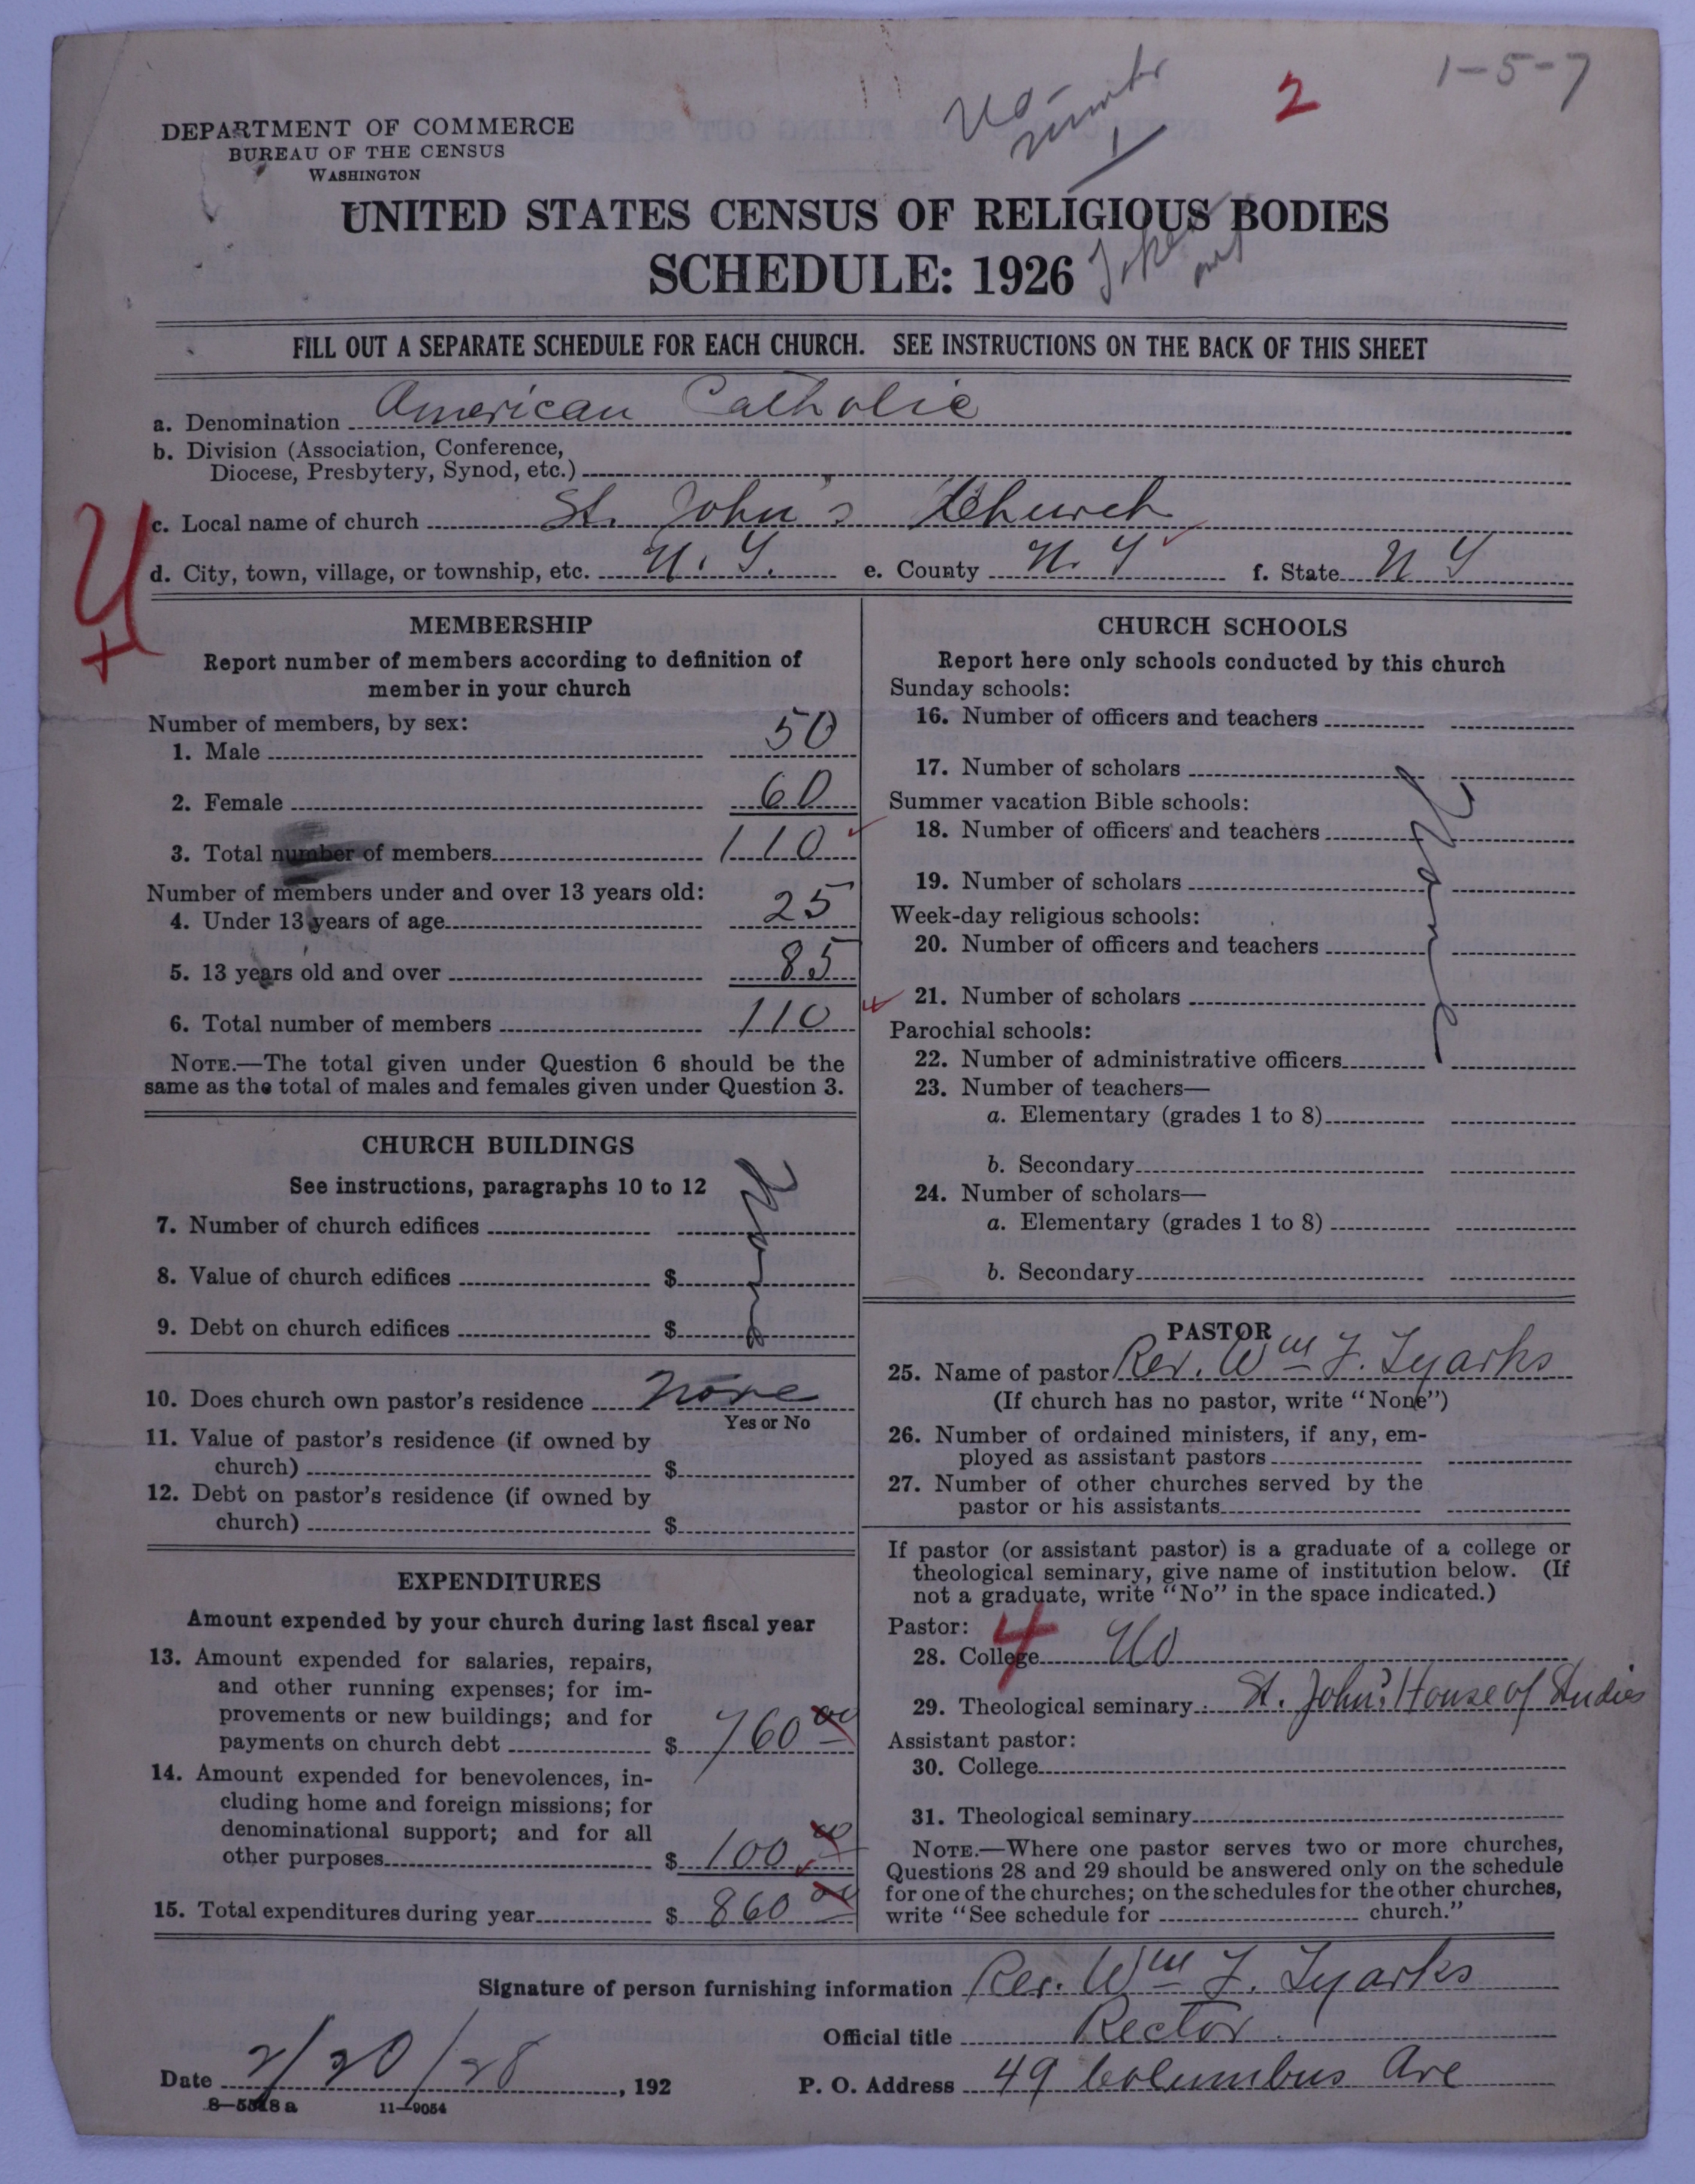 1-5-7
2
No
number
1
DEPARTMENT OF COMMERCE
BUREAU OF THE CENSUS
WASHINGTON
UNITED STATES CENSUS OF RELIGIOUS BODIES
SCHEDULE: 1926
out
FILL OUT A SEPARATE SCHEDULE FOR EACH CHURCH. SEE INSTRUCTIONS ON THE BACK OF THIS SHEET
a. Denomination American Catholic
b. Division (Association, Conference,
Diocese, Presbytery, Synod, etc.)
c. Local name of church St. John's Church
d. City, town, village, or township, etc. N. Y. e. County N. Y f. State N Y
MEMBERSHIP
Report number of members according to definition of
member in your church
Number of members, by sex:
1. Male 50
2. Female 60
3. Total number of members 110
Number of members under and over 13 years old:
4. Under 13 years of age 25
5. 13 years old and over 85
6. Total number of members 110
NOTE.—The total given under Question 6 should be the
same as the total of males and females given under Question 3.
CHURCH BUILDINGS
See instructions, paragraphs 10 to 12
7. Number of church edifices
8. Value of church edifices $
9. Debt on church edifices $
10. Does church own pastor's residence none
Yes or No
11. Value of pastor's residence (if owned by
church) $
12. Debt on pastor's residence (if owned by
church) $
EXPENDITURES
Amount expended by your church during last fiscal year
13. Amount expended for salaries, repairs,
and other running expenses; for im-
provements or new buildings; and for
payments on church debt $ 760 00
14. Amount expended for benevolences, in-
cluding home and foreign missions; for
denominational support; and for all
other purposes $ 100 00
15. Total expenditures during year $ 860 00
CHURCH SCHOOLS
Report here only schools conducted by this church
Sunday schools:
16. Number of officers and teachers
17. Number of scholars
Summer vacation Bible schools:
18. Number of officers and teachers
19. Number of scholars
Week-day religious schools:
20. Number of officers and teachers
21. Number of scholars
Parochial schools:
22. Number of administrative officers
23. Number of teachers—
a. Elementary (grades 1 to 8)
b. Secondary
24. Number of scholars—
a. Elementary (grades 1 to 8)
b. Secondary
PASTOR
25. Name of pastor Rev. Wm F. Tyarks
(If church has no pastor, write "None")
26. Number of ordained ministers, if any, em-
ployed as assistant pastors
27. Number of other churches served by the
pastor or his assistants
If pastor (or assistant pastor) is a graduate of a college or
theological seminary, give name of institution below. (If
not a graduate, write "No" in the space indicated.)
Pastor:
4
28. College No
29. Theological seminary St. John's House of Studies
Assistant pastor:
30. College
31. Theological seminary
NOTE.—Where one pastor serves two or more churches,
Questions 28 and 29 should be answered only on the schedule
for one of the churches; on the schedules for the other churches,
write "See schedule for church."
Signature of person furnishing information Rev. Wm F. Tyarks
Official title Rector
Date 2/20/28, 192 P. O. Address 49 Columbus Ave
8—5518 a 11—9054